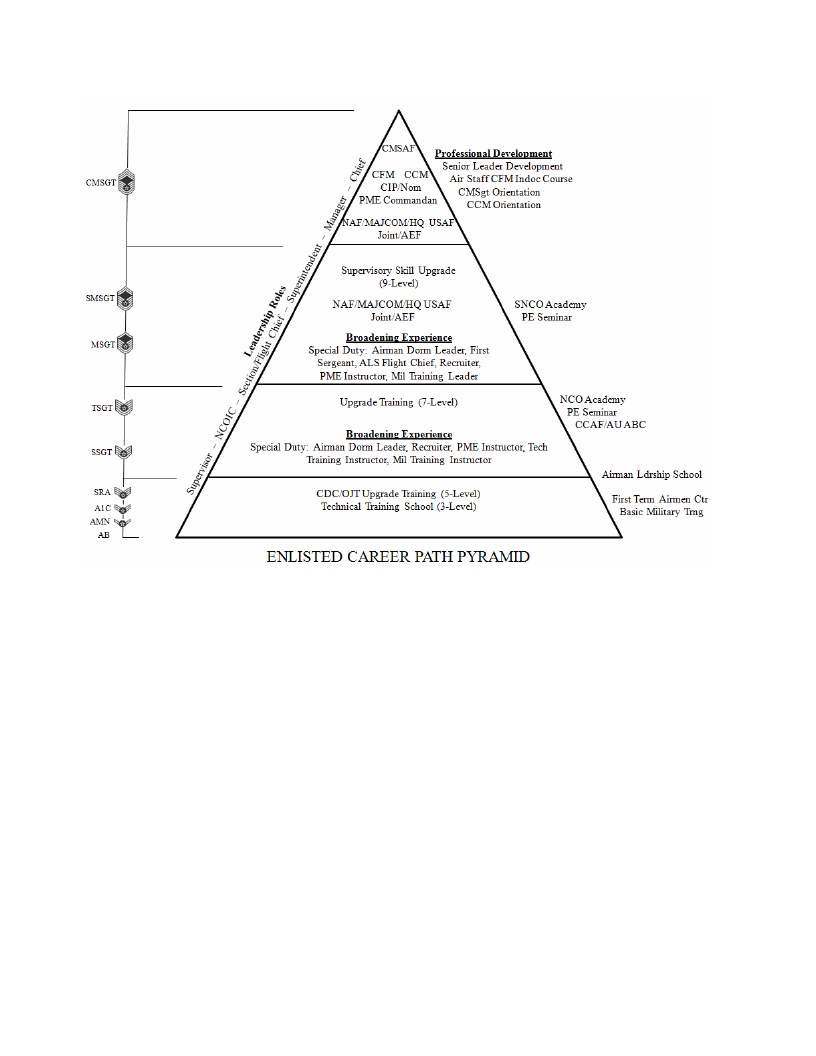 CMSGT
SMSGT
MSGT
TSGT
SSGT
SRA
A1C
AMN
AB
Leadership Roles
Supervisor – NCOIC – Section/Flight Chief – Superintendent – Manager – Chief
CMSAF
CFM CCM
CIP/Nom
PME Commandan
NAF/MAJCOM/HQ USAF
Joint/AEF
Supervisory Skill Upgrade
(9-Level)
NAF/MAJCOM/HQ USAF
Joint/AEF
Broadening Experience
Special Duty: Airman Dorm Leader, First
Sergeant, ALS Flight Chief, Recruiter,
PME Instructor, Mil Training Leader
Upgrade Training (7-Level)
Broadening Experience
Special Duty: Airman Dorm Leader, Recruiter, PME Instructor, Tech
Training Instructor, Mil Training Instructor
CDC/OJT Upgrade Training (5-Level)
Technical Training School (3-Level)
Professional Development
Senior Leader Development
Air Staff CFM Indoc Course
CMSgt Orientation
CCM Orientation
SNCO Academy
PE Seminar
NCO Academy
PE Seminar
CCAF/AU ABC
Airman Ldrship School
First Term Airmen Ctr
Basic Military Trng
ENLISTED CAREER PATH PYRAMID